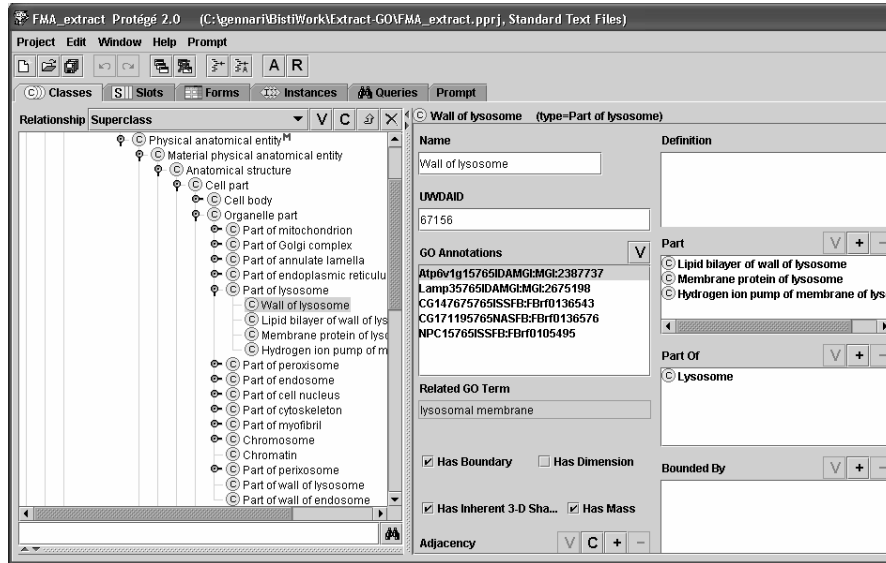 FMA_extract Protégé 2.0 (C:\gennari\BistiWork\Extract-GO\FMA_extract.pprj, Standard Text Files)
Project Edit Window Help Prompt
A R
C Classes S Slots Forms Instances Queries Prompt
Relationship Superclass V C
C Physical anatomical entity M
C Material physical anatomical entity
C Anatomical structure
C Cell part
C Cell body
C Organelle part
C Part of mitochondrion
C Part of Golgi complex
C Part of annulate lamella
C Part of endoplasmic reticulu
C Part of lysosome
C Wall of lysosome
C Lipid bilayer of wall of lys
C Membrane protein of lyso
C Hydrogen ion pump of m
C Part of peroxisome
C Part of endosome
C Part of cell nucleus
C Part of cytoskeleton
C Part of myofibril
C Chromosome
C Chromatin
C Part of perixosome
C Part of wall of lysosome
C Part of wall of endosome
C Wall of lysosome (type=Part of lysosome)
Name
Wall of lysosome
UWDAID
67156
GO Annotations V
Atp6v1g15765IDAMGI:MGI:2387737
Lamp35765IDAMGI:MGI:2675198
CG147675765ISSFB:FBrf0136543
CG171195765NASFB:FBrf0136576
NPC15765ISSFB:FBrf0105495
Related GO Term
lysosomal membrane
Has Boundary Has Dimension
Has Inherent 3-D Sha... Has Mass
Adjacency V C + −
Definition
Part V + −
C Lipid bilayer of wall of lysosome
C Membrane protein of lysosome
C Hydrogen ion pump of membrane of lys
Part Of V + −
C Lysosome
Bounded By V + −